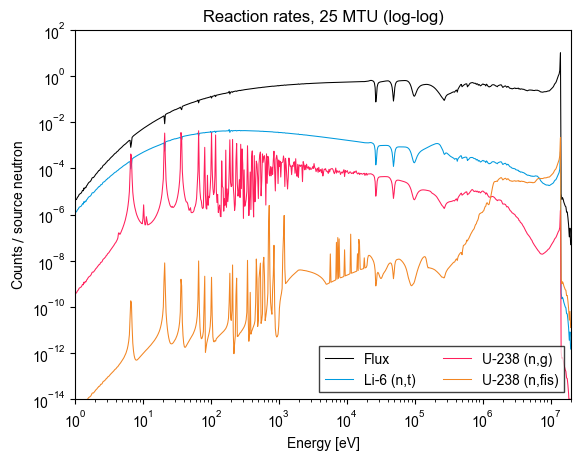 Reaction rates, 25 MTU (log-log)
Counts / source neutron
10^2
10^0
10^−2
10^−4
10^−6
10^−8
10^−10
10^−12
10^−14
Flux
Li-6 (n,t)
U-238 (n,g)
U-238 (n,fis)
10^0 10^1 10^2 10^3 10^4 10^5 10^6 10^7
Energy [eV]